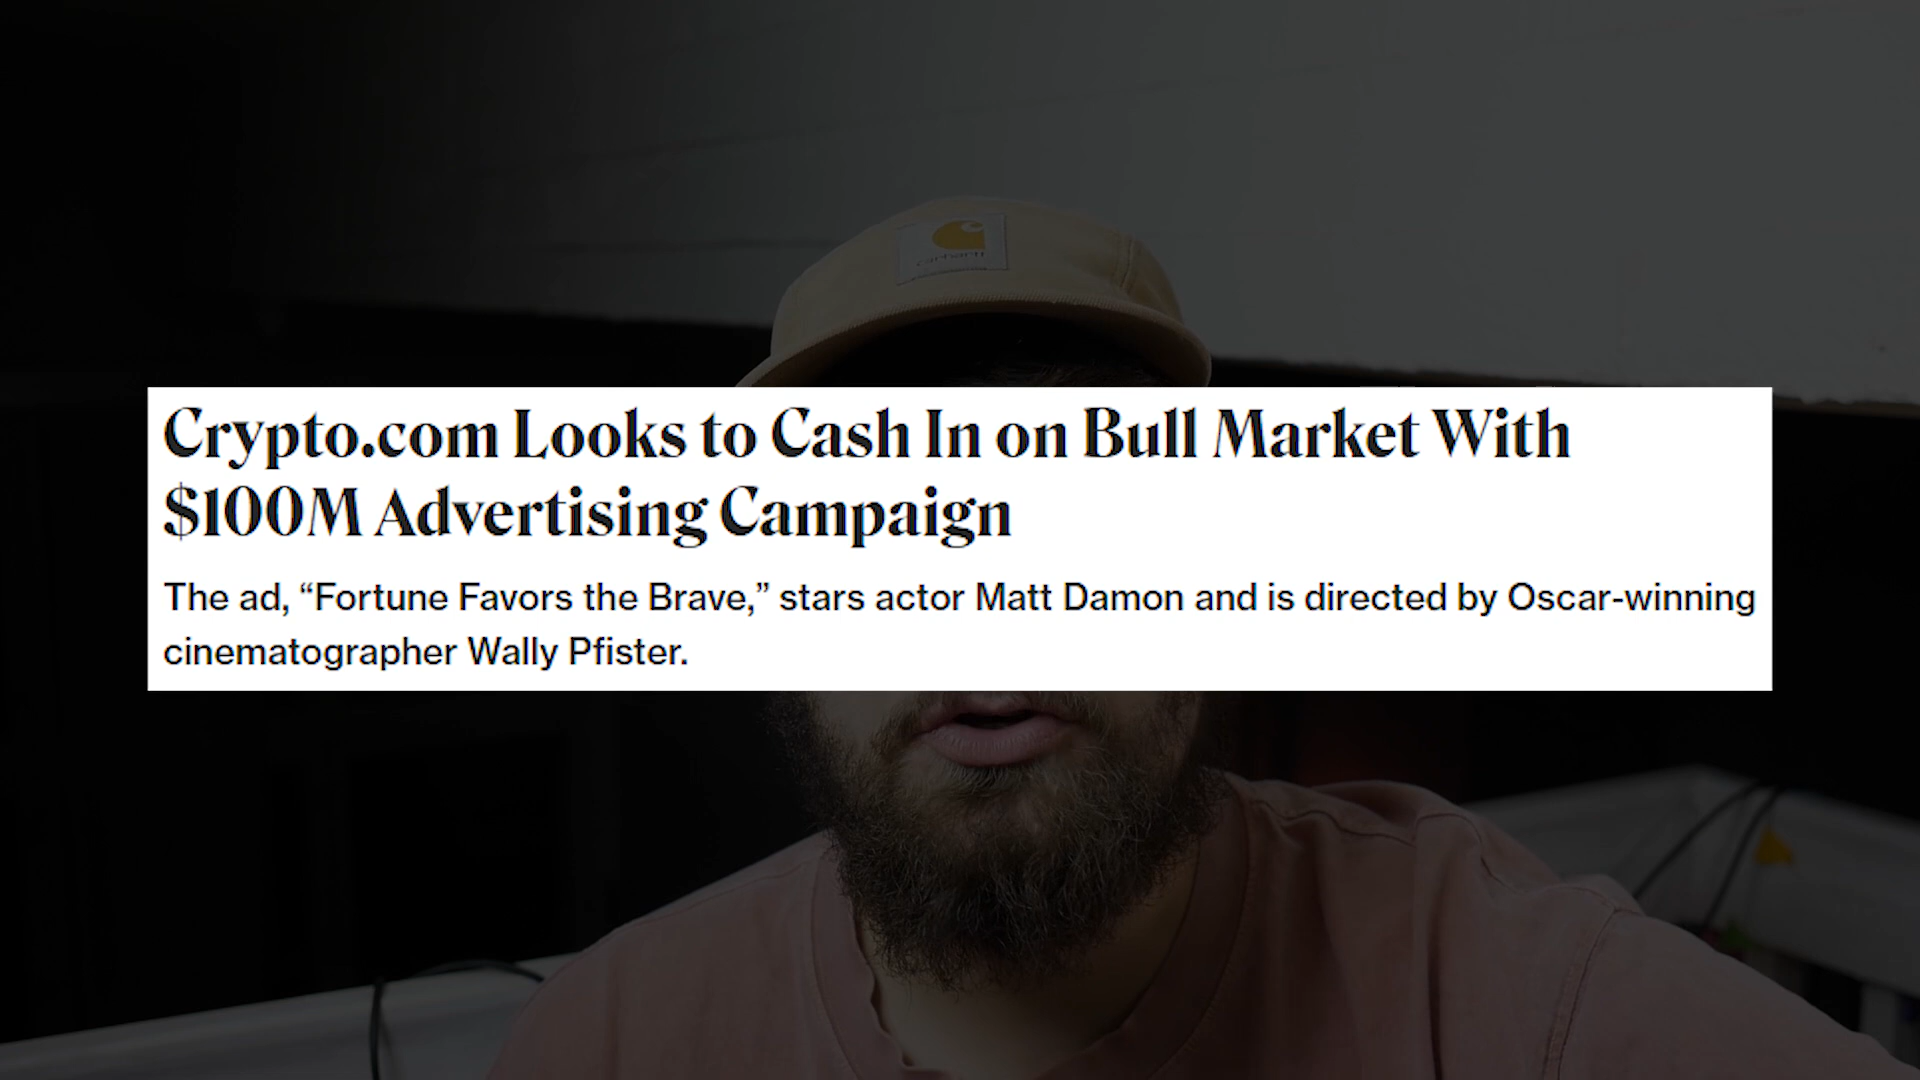 carhartt
Crypto.com Looks to Cash In on Bull Market With
$100M Advertising Campaign
The ad, “Fortune Favors the Brave,” stars actor Matt Damon and is directed by Oscar-winning
cinematographer Wally Pfister.